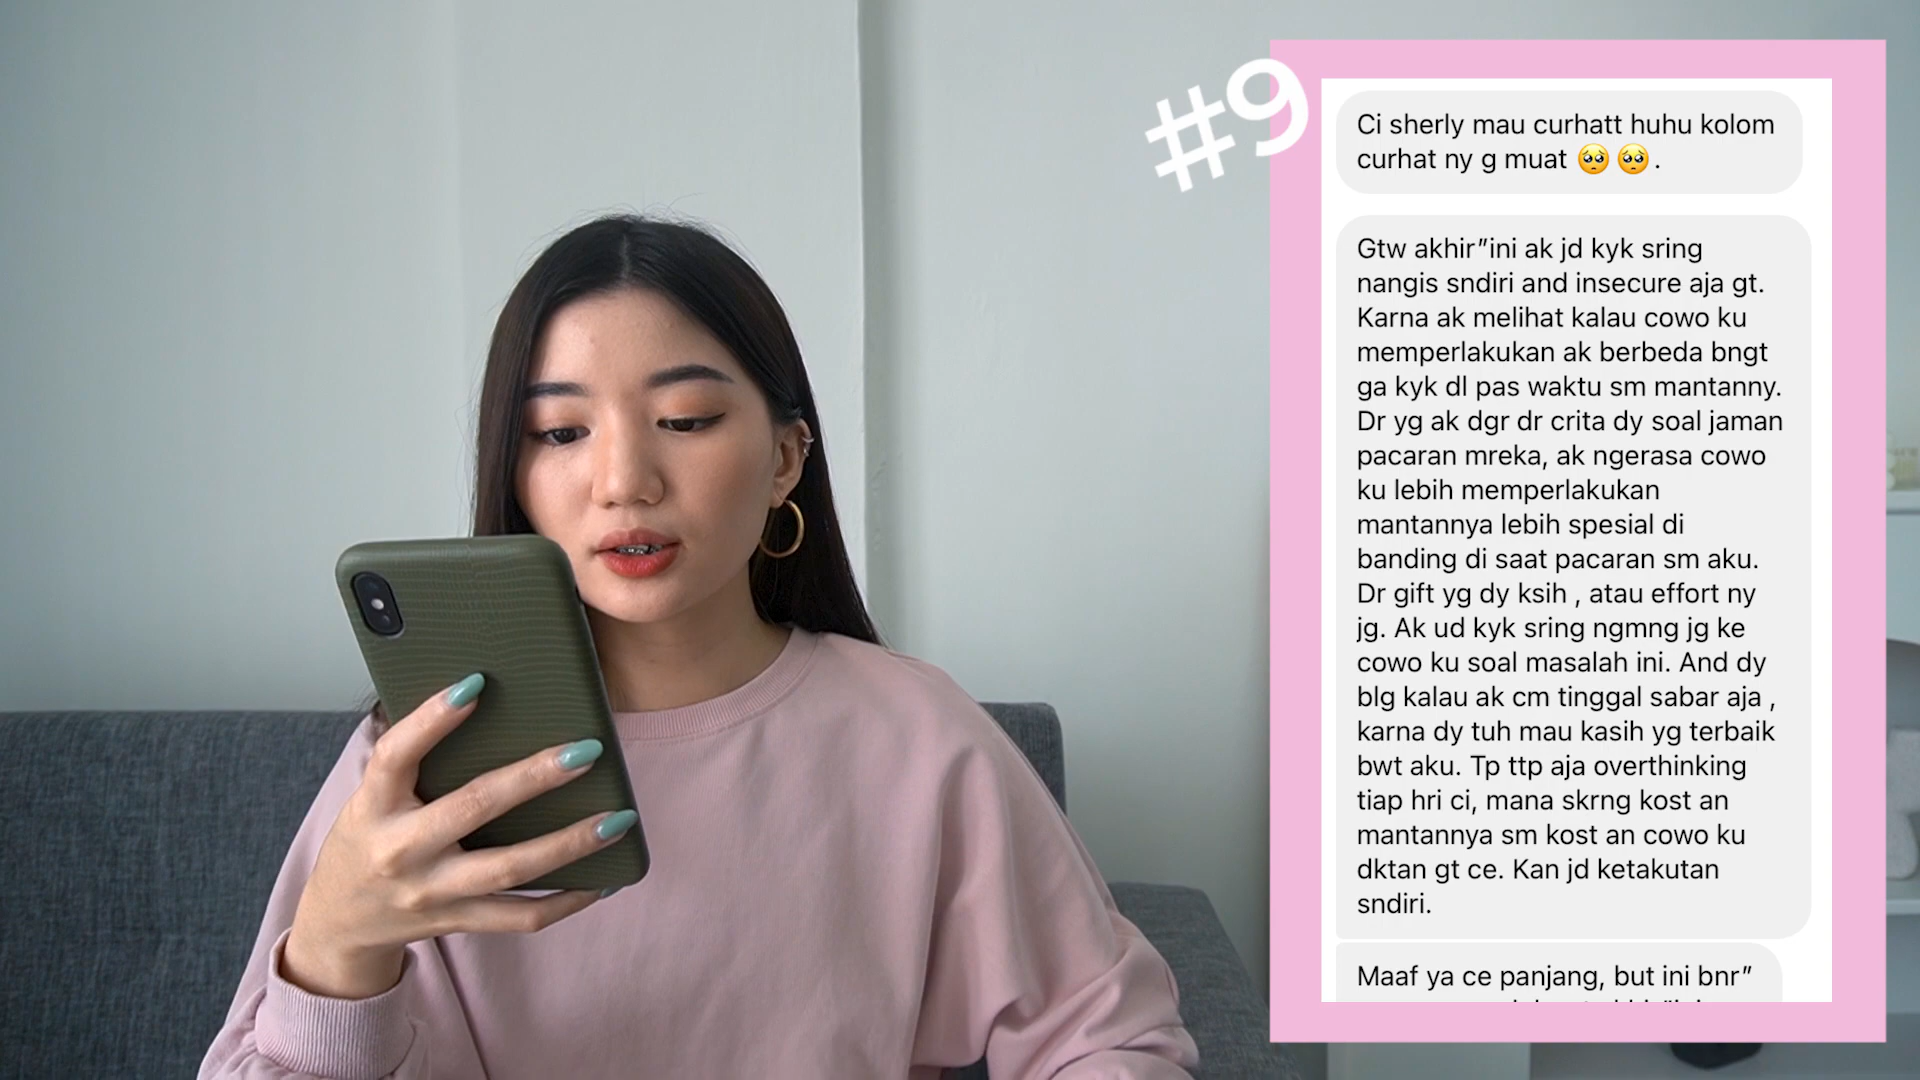 #9
Ci sherly mau curhatt huhu kolom
curhat ny g muat 🥺🥺.
Gtw akhir”ini ak jd kyk sring
nangis sndiri and insecure aja gt.
Karna ak melihat kalau cowo ku
memperlakukan ak berbeda bngt
ga kyk dl pas waktu sm mantanny.
Dr yg ak dgr dr crita dy soal jaman
pacaran mreka, ak ngerasa cowo
ku lebih memperlakukan
mantannya lebih spesial di
banding di saat pacaran sm aku.
Dr gift yg dy ksih , atau effort ny
jg. Ak ud kyk sring ngmng jg ke
cowo ku soal masalah ini. And dy
blg kalau ak cm tinggal sabar aja ,
karna dy tuh mau kasih yg terbaik
bwt aku. Tp ttp aja overthinking
tiap hri ci, mana skrng kost an
mantannya sm kost an cowo ku
dktan gt ce. Kan jd ketakutan
sndiri.
Maaf ya ce panjang, but ini bnr”